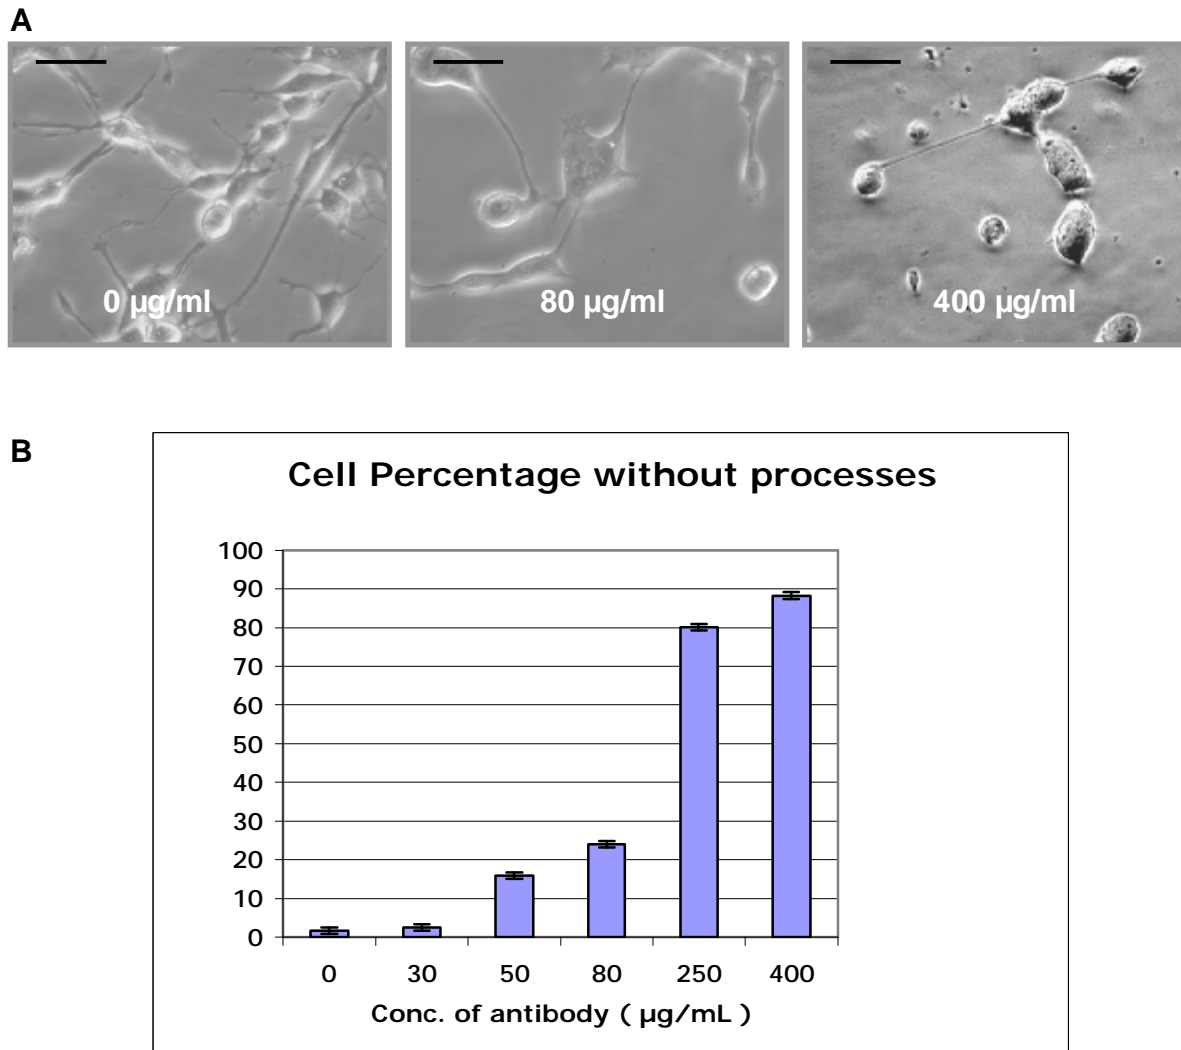 A
0 µg/ml
80 µg/ml
400 µg/ml
B
Cell Percentage without processes
100
90
80
70
60
50
40
30
20
10
0
0 30 50 80 250 400
Conc. of antibody ( µg/mL )